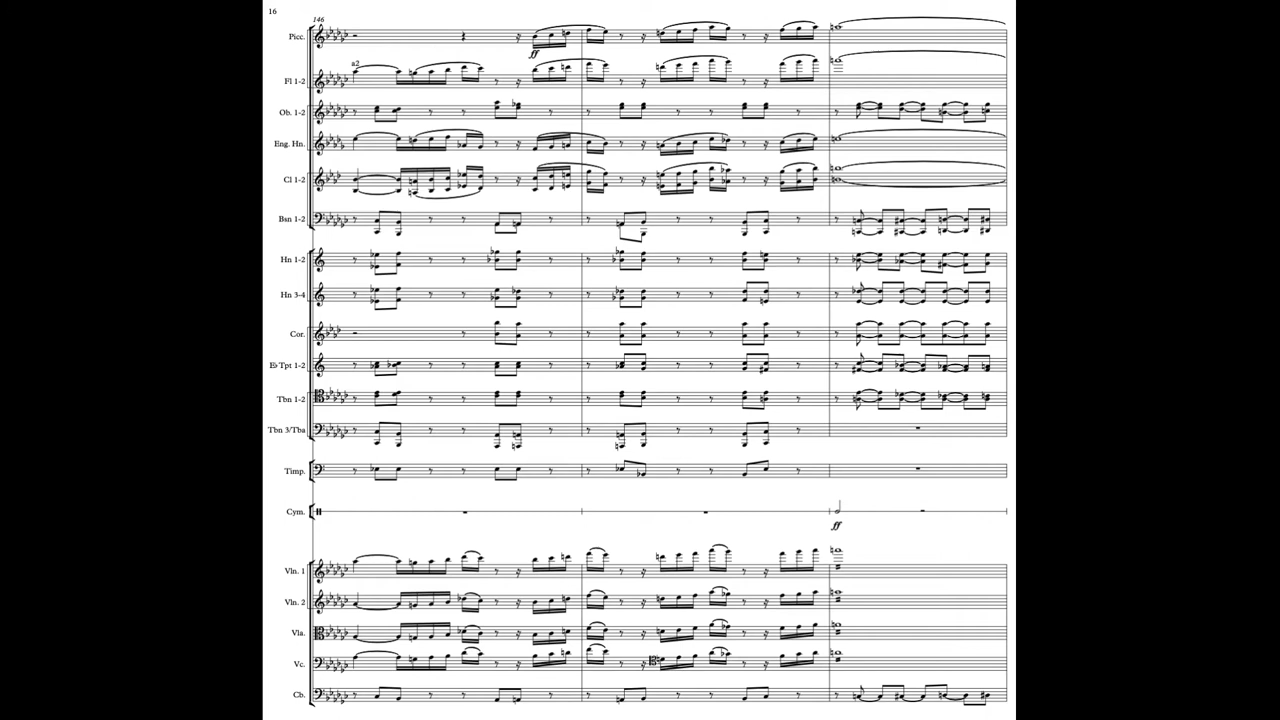 16
146
Picc.
ff
a2
Fl 1-2
Ob. 1-2
Eng. Hn.
Cl 1-2
Bsn 1-2
Hn 1-2
Hn 3-4
Cor.
E♭ Tpt 1-2
Tbn 1-2
Tbn 3/Tba
Timp.
Cym.
ff
Vln. 1
Vln. 2
Vla.
Vc.
Cb.